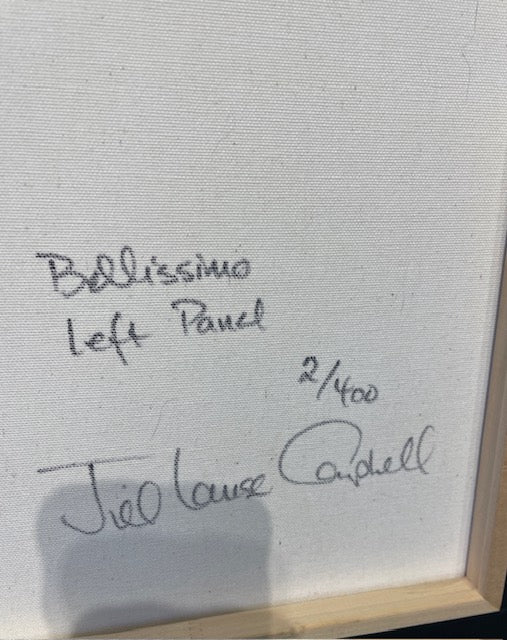 Bellissimo
Left Panel
2/400
Jill Louise Campbell